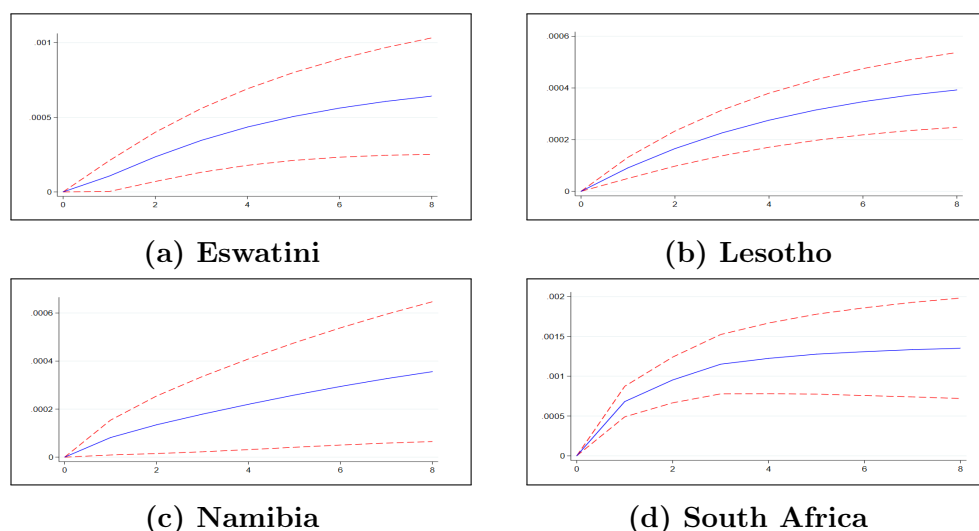 .001
.0005
0
0 2 4 6 8
(a) Eswatini
.0006
.0004
.0002
0
0 2 4 6 8
(b) Lesotho
.0006
.0004
.0002
0
0 2 4 6 8
(c) Namibia
.002
.0015
.001
.0005
0
0 2 4 6 8
(d) South Africa